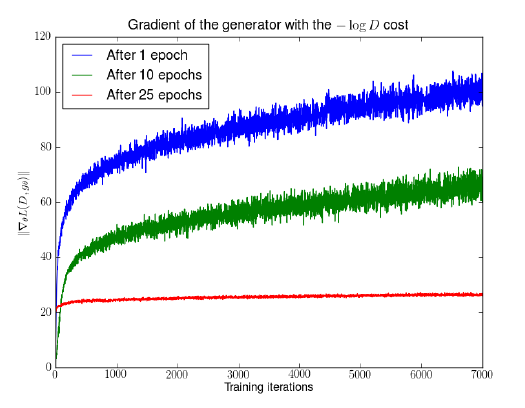 Gradient of the generator with the − log D cost
120
100
80
60
40
20
0
‖∇θL(D, gθ)‖
After 1 epoch
After 10 epochs
After 25 epochs
0 1000 2000 3000 4000 5000 6000 7000
Training iterations